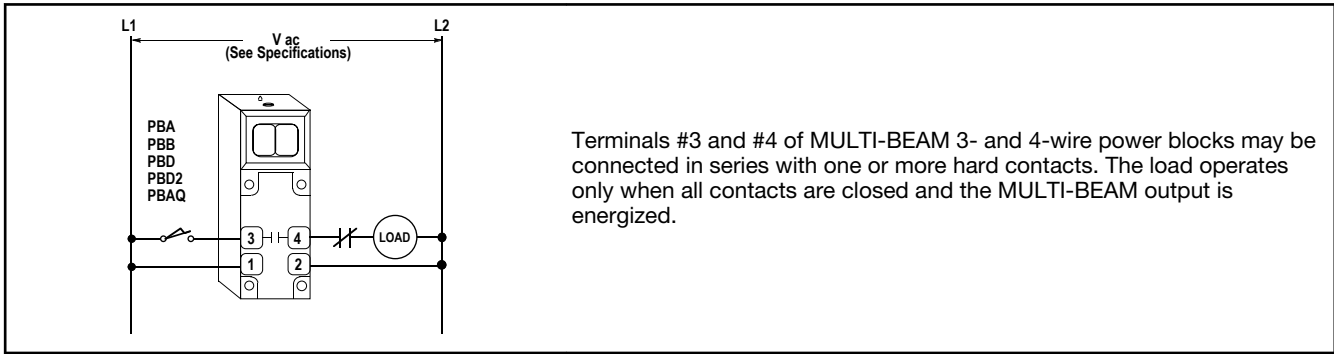 L1
L2
V ac
(See Specifications)
PBA
PBB
PBD
PBD2
PBAQ
3
4
LOAD
1
2
Terminals #3 and #4 of MULTI-BEAM 3- and 4-wire power blocks may be
connected in series with one or more hard contacts. The load operates
only when all contacts are closed and the MULTI-BEAM output is
energized.